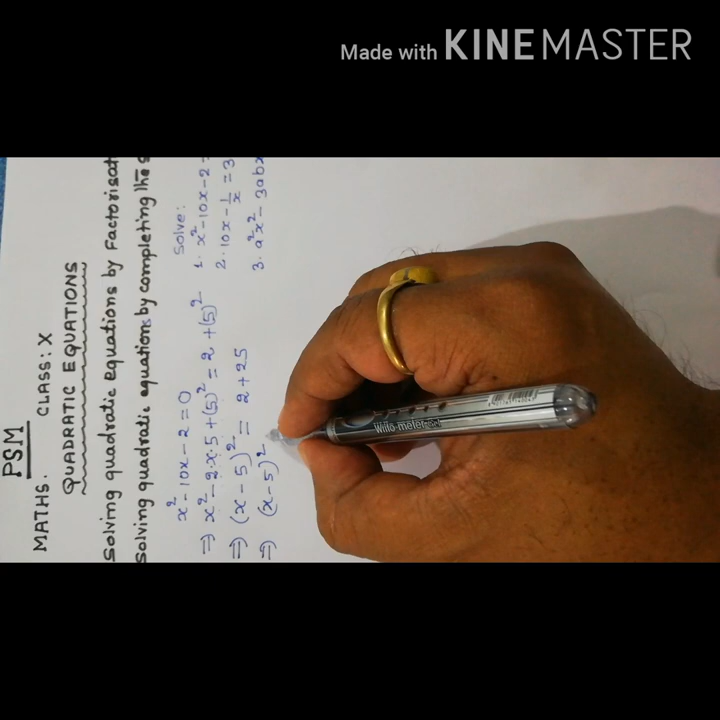 Made with KINEMASTER
PSM
MATHS. CLASS: X
QUADRATIC EQUATIONS
Solving quadratic Equations by Factorisat
Solving quadratic equations by completing the s
x² - 10x - 2 = 0
⇒ x² - 2·x·5 + (5)² = 2 + (5)²
⇒ (x - 5)² = 2 + 25
⇒ (x - 5)²
Solve:
1. x² - 10x - 2 =
2. 10x - 1/x = 3
3. a²x² - 3abx